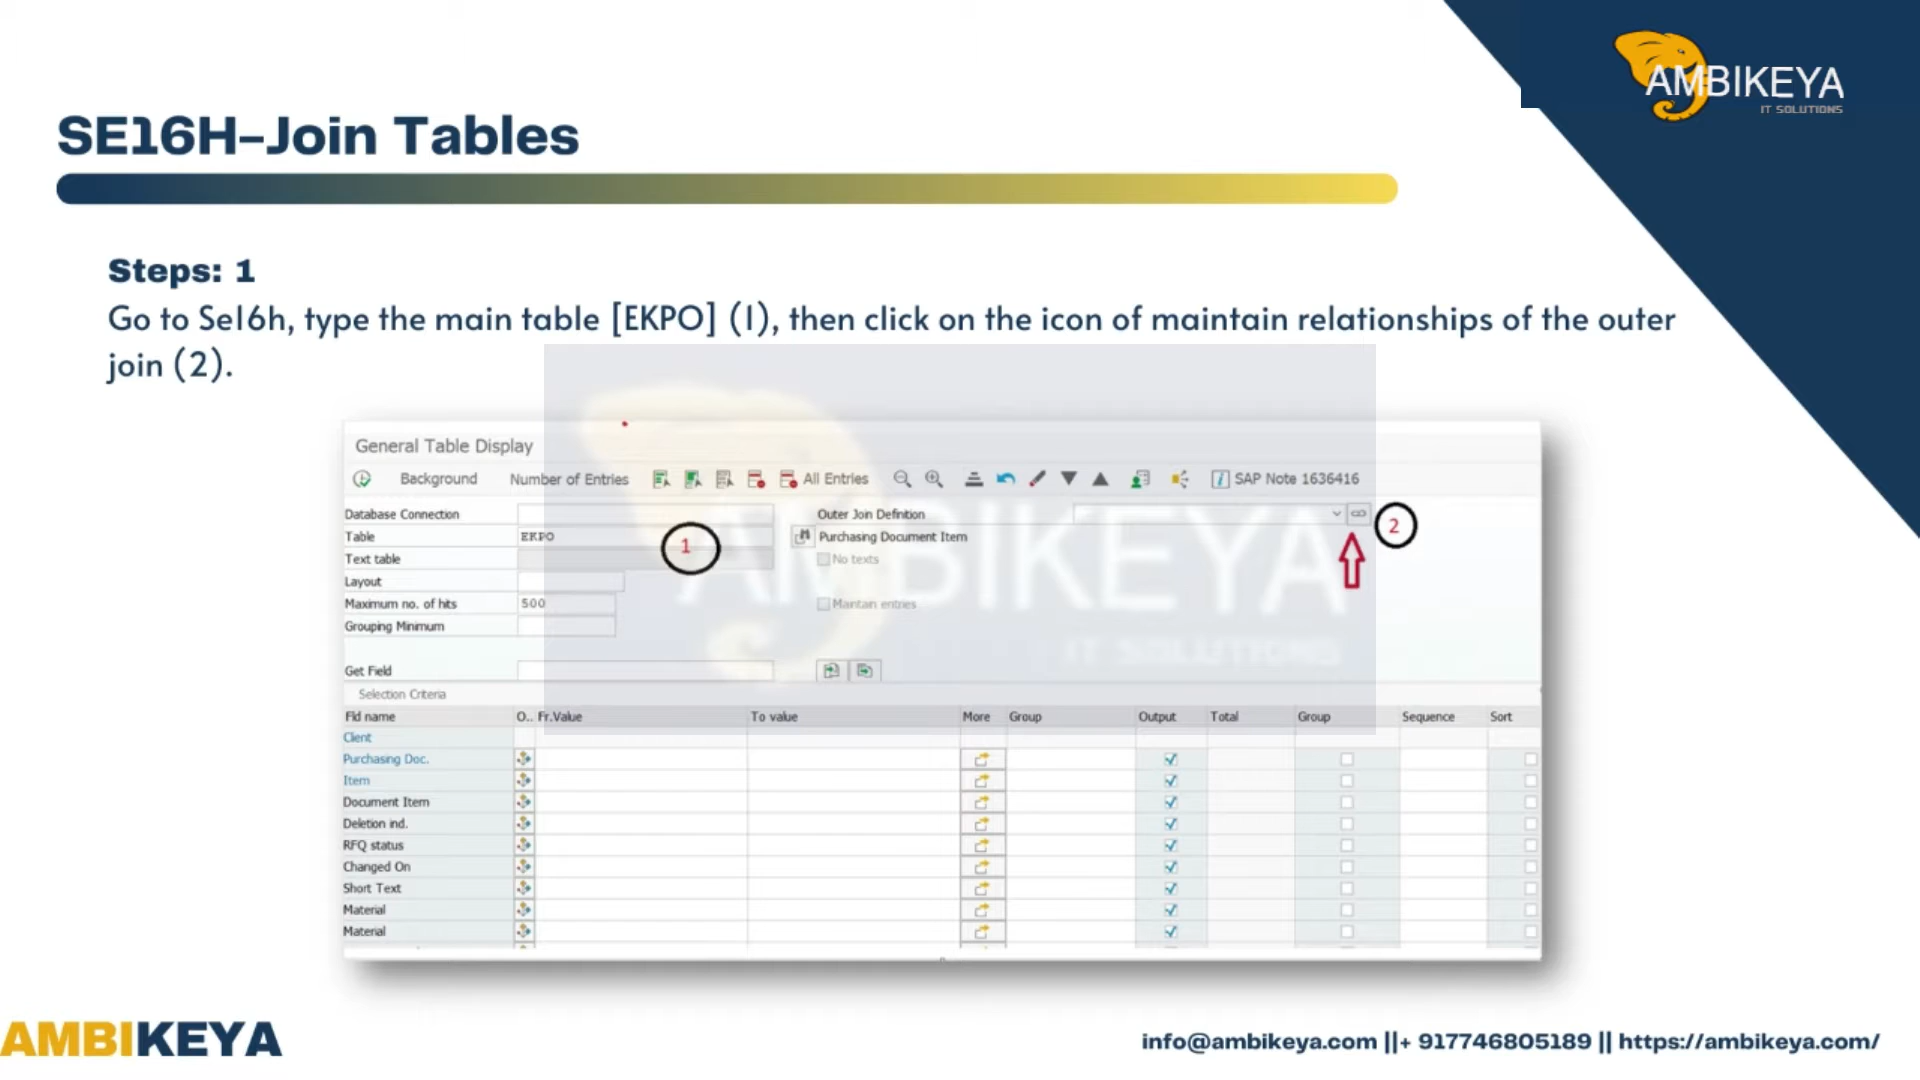 AMBIKEYA
IT SOLUTIONS
SE16H-Join Tables
Steps: 1
Go to Se16h, type the main table [EKPO] (1), then click on the icon of maintain relationships of the outer
join (2).
General Table Display
Background Number of Entries All Entries SAP Note 1636416
Database Connection Outer Join Definition
Table EKPO Purchasing Document Item
1
2
Text table No texts
Layout
Maximum no. of hits 500 Maintain entries
Grouping Minimum
AMBIKEYA
IT SOLUTIONS
Get Field
Selection Criteria
Fld name O.. Fr.Value To value More Group Output Total Group Sequence Sort
Client
Purchasing Doc.
Item
Document Item
Deletion ind.
RFQ status
Changed On
Short Text
Material
Material
AMBIKEYA
info@ambikeya.com ||+ 917746805189 || https://ambikeya.com/